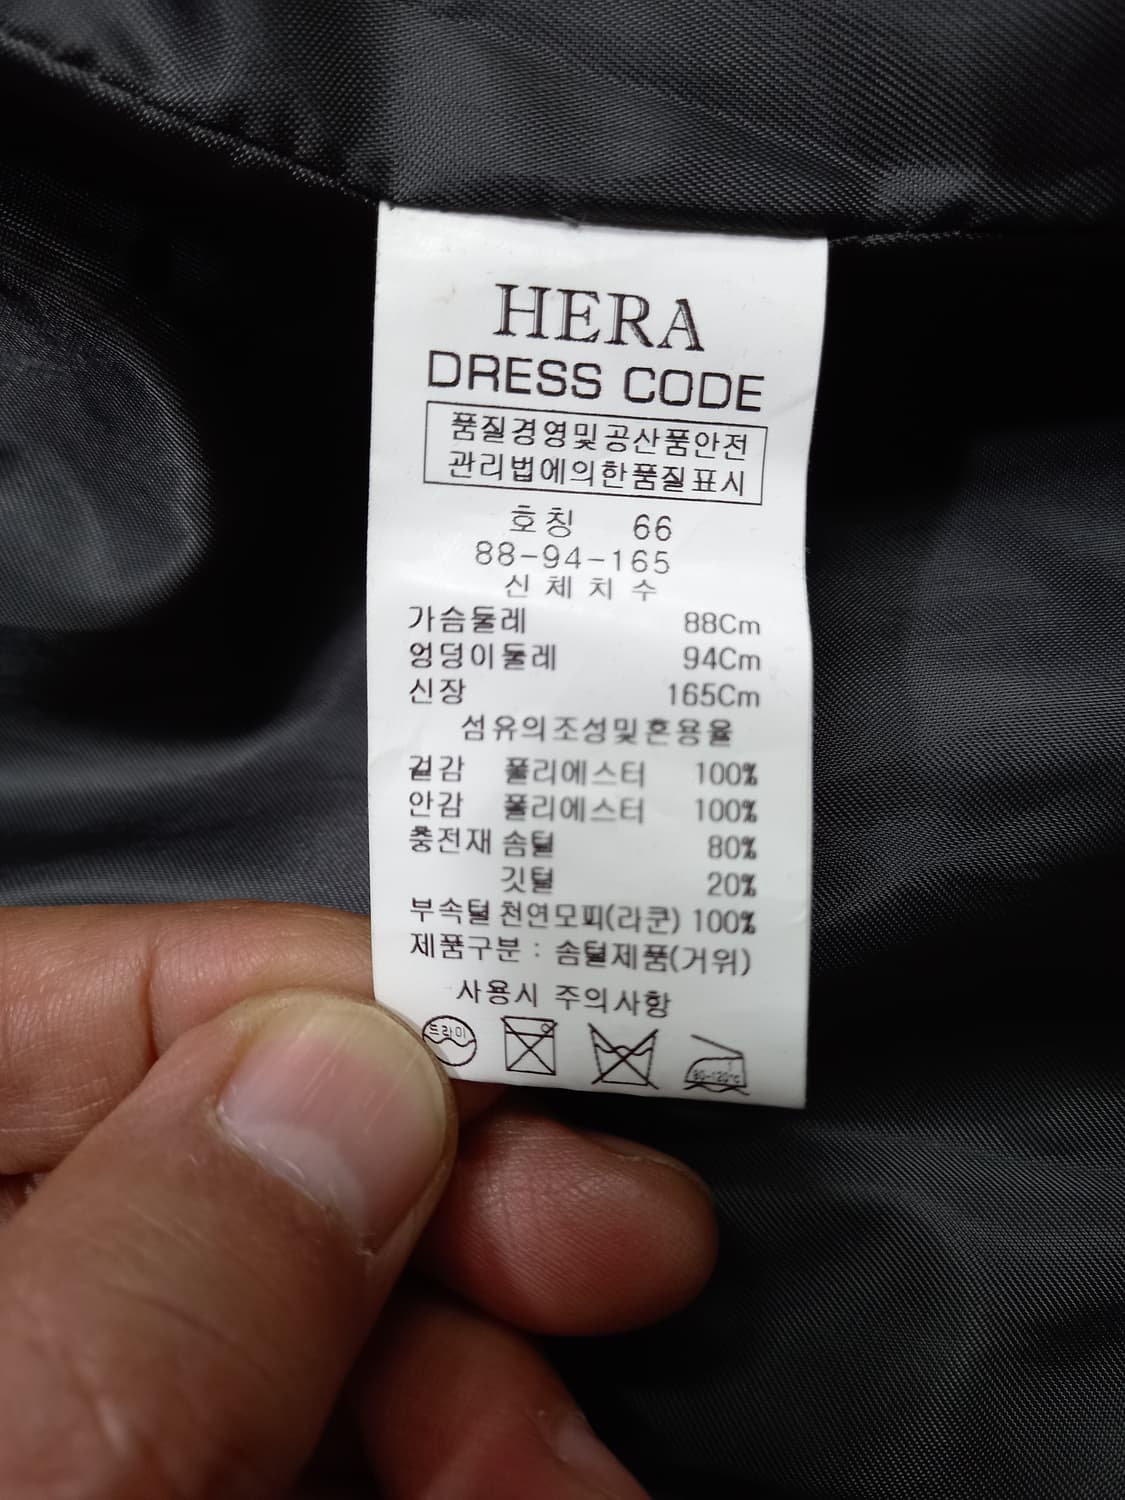 HERA
DRESS CODE
품질경영및공산품안전
관리법에의한품질표시
호칭 66
88-94-165
신체치수
가슴둘레 88Cm
엉덩이둘레 94Cm
신장 165Cm
섬유의조성및혼용율
겉감 폴리에스터 100%
안감 폴리에스터 100%
충전재 솜털 80%
깃털 20%
부속털 천연모피(라쿤) 100%
제품구분 : 솜털제품(거위)
사용시 주의사항
드라이
80-120℃